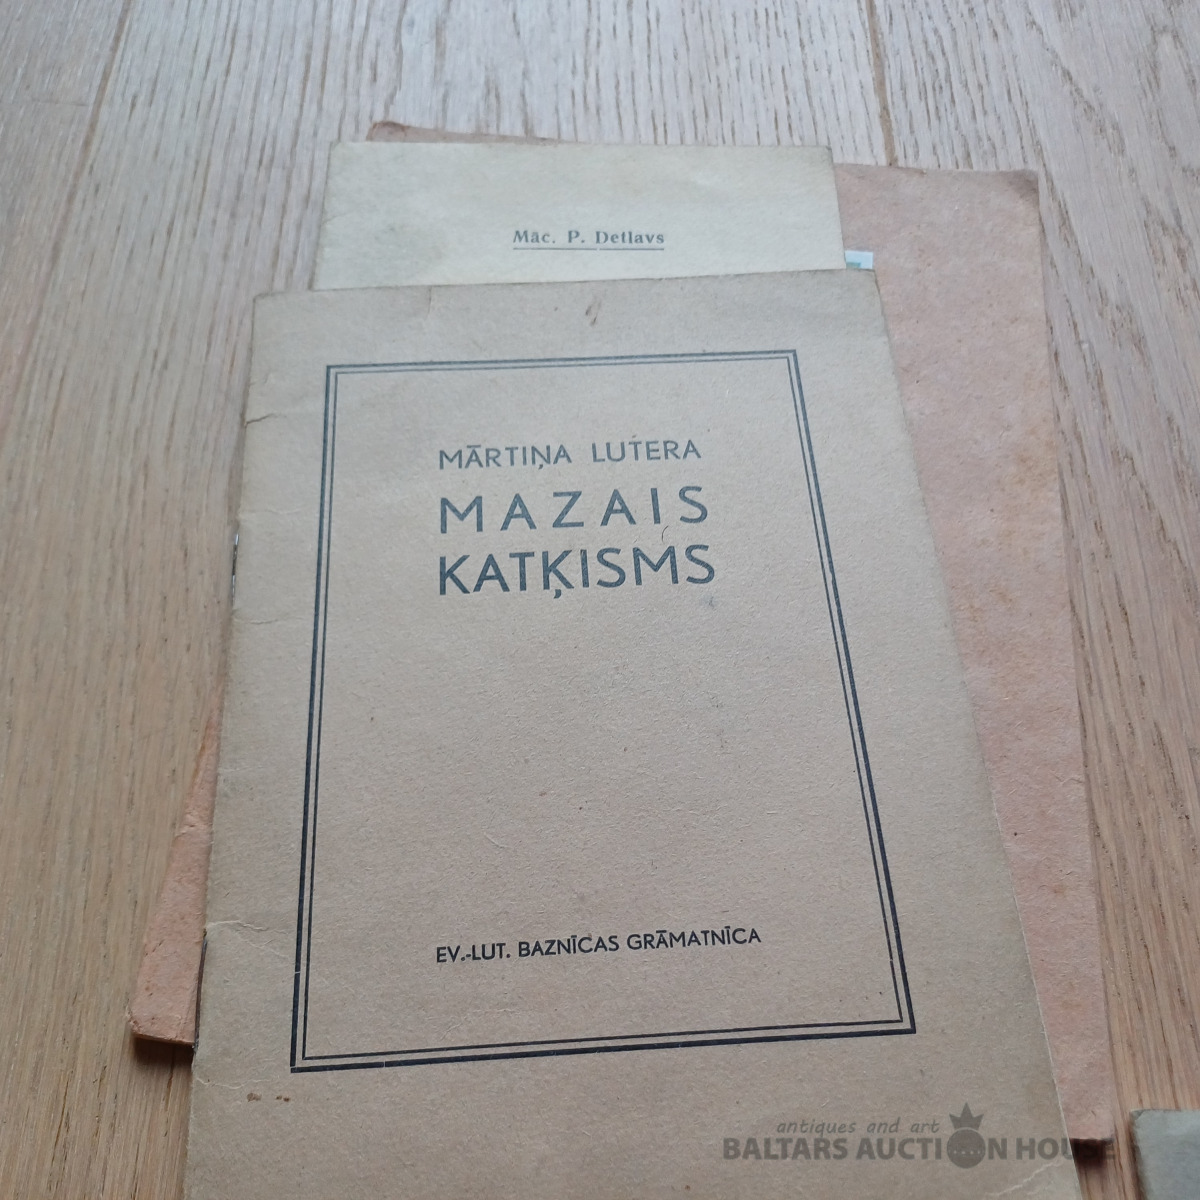 Māc. P. Detlavs
MĀRTIŅA LUTERA
MAZAIS
KATĶISMS
EV.-LUT. BAZNĪCAS GRĀMATNĪCA
antiques and art
BALTARS AUCTION HOUSE